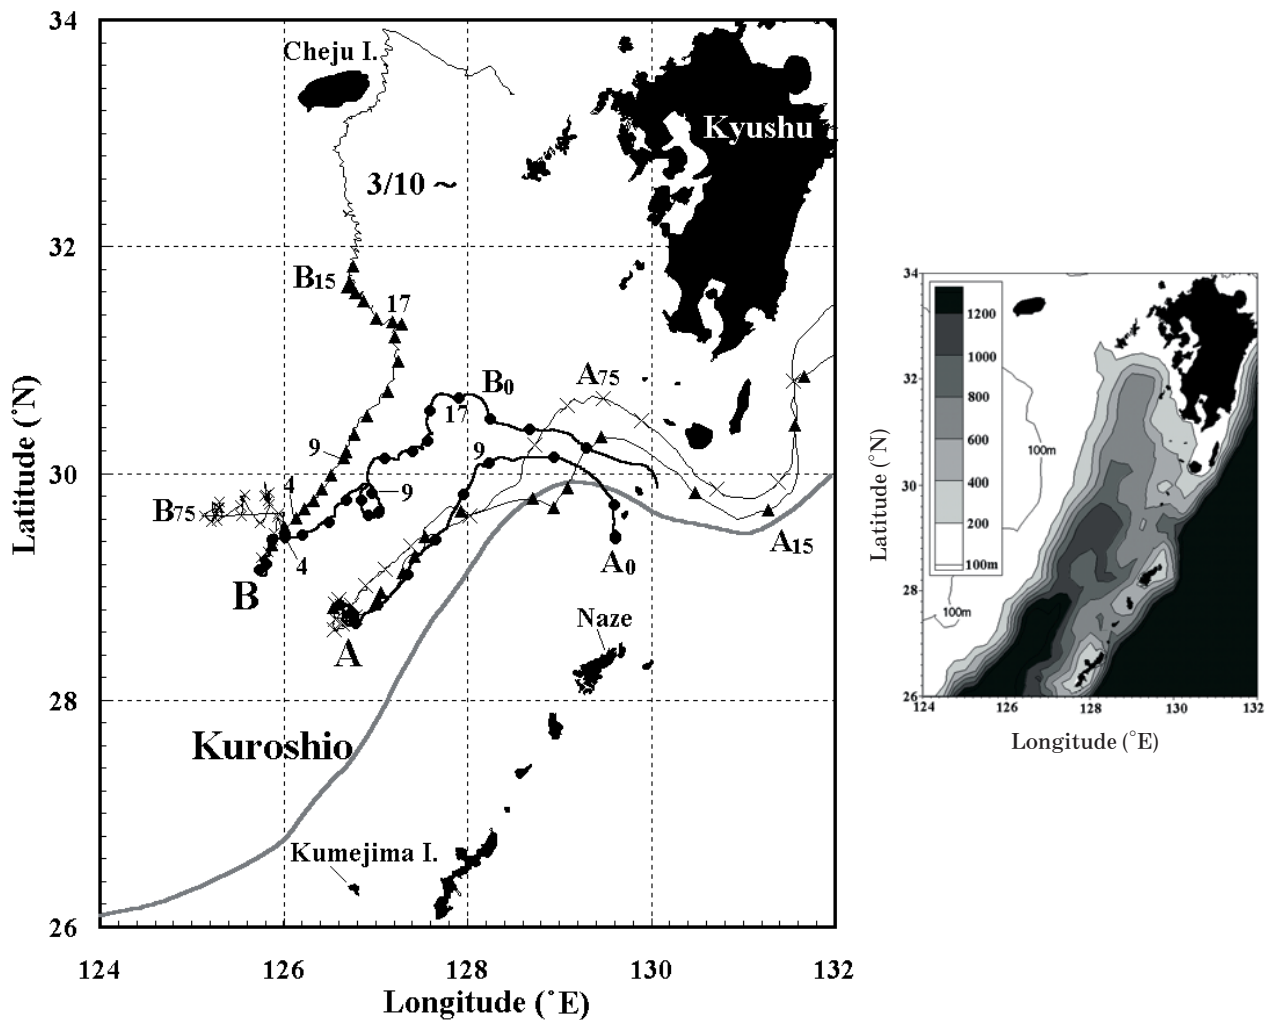 34
32
30
28
26
124
126
128
130
132
Latitude (°N)
Longitude (°E)
Cheju I.
Kyushu
3/10 ~
B15
17
B0
A75
17
9
9
9
4
B75
4
B
A
A0
A15
Naze
Kuroshio
Kumejima I.
34
32
30
28
26
124
126
128
130
132
Latitude (°N)
Longitude (°E)
1200
1000
800
600
400
200
100m
100m
100m